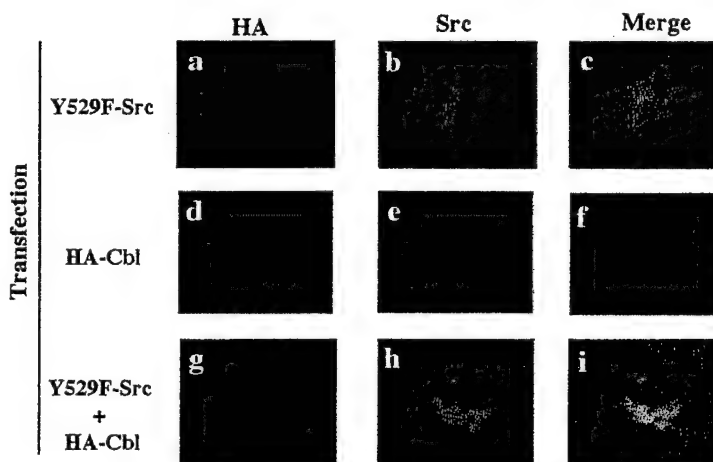 HA Src Merge
Y529F-Src a b c
HA-Cbl d e f
Y529F-Src
+
HA-Cbl
g h i
Transfection